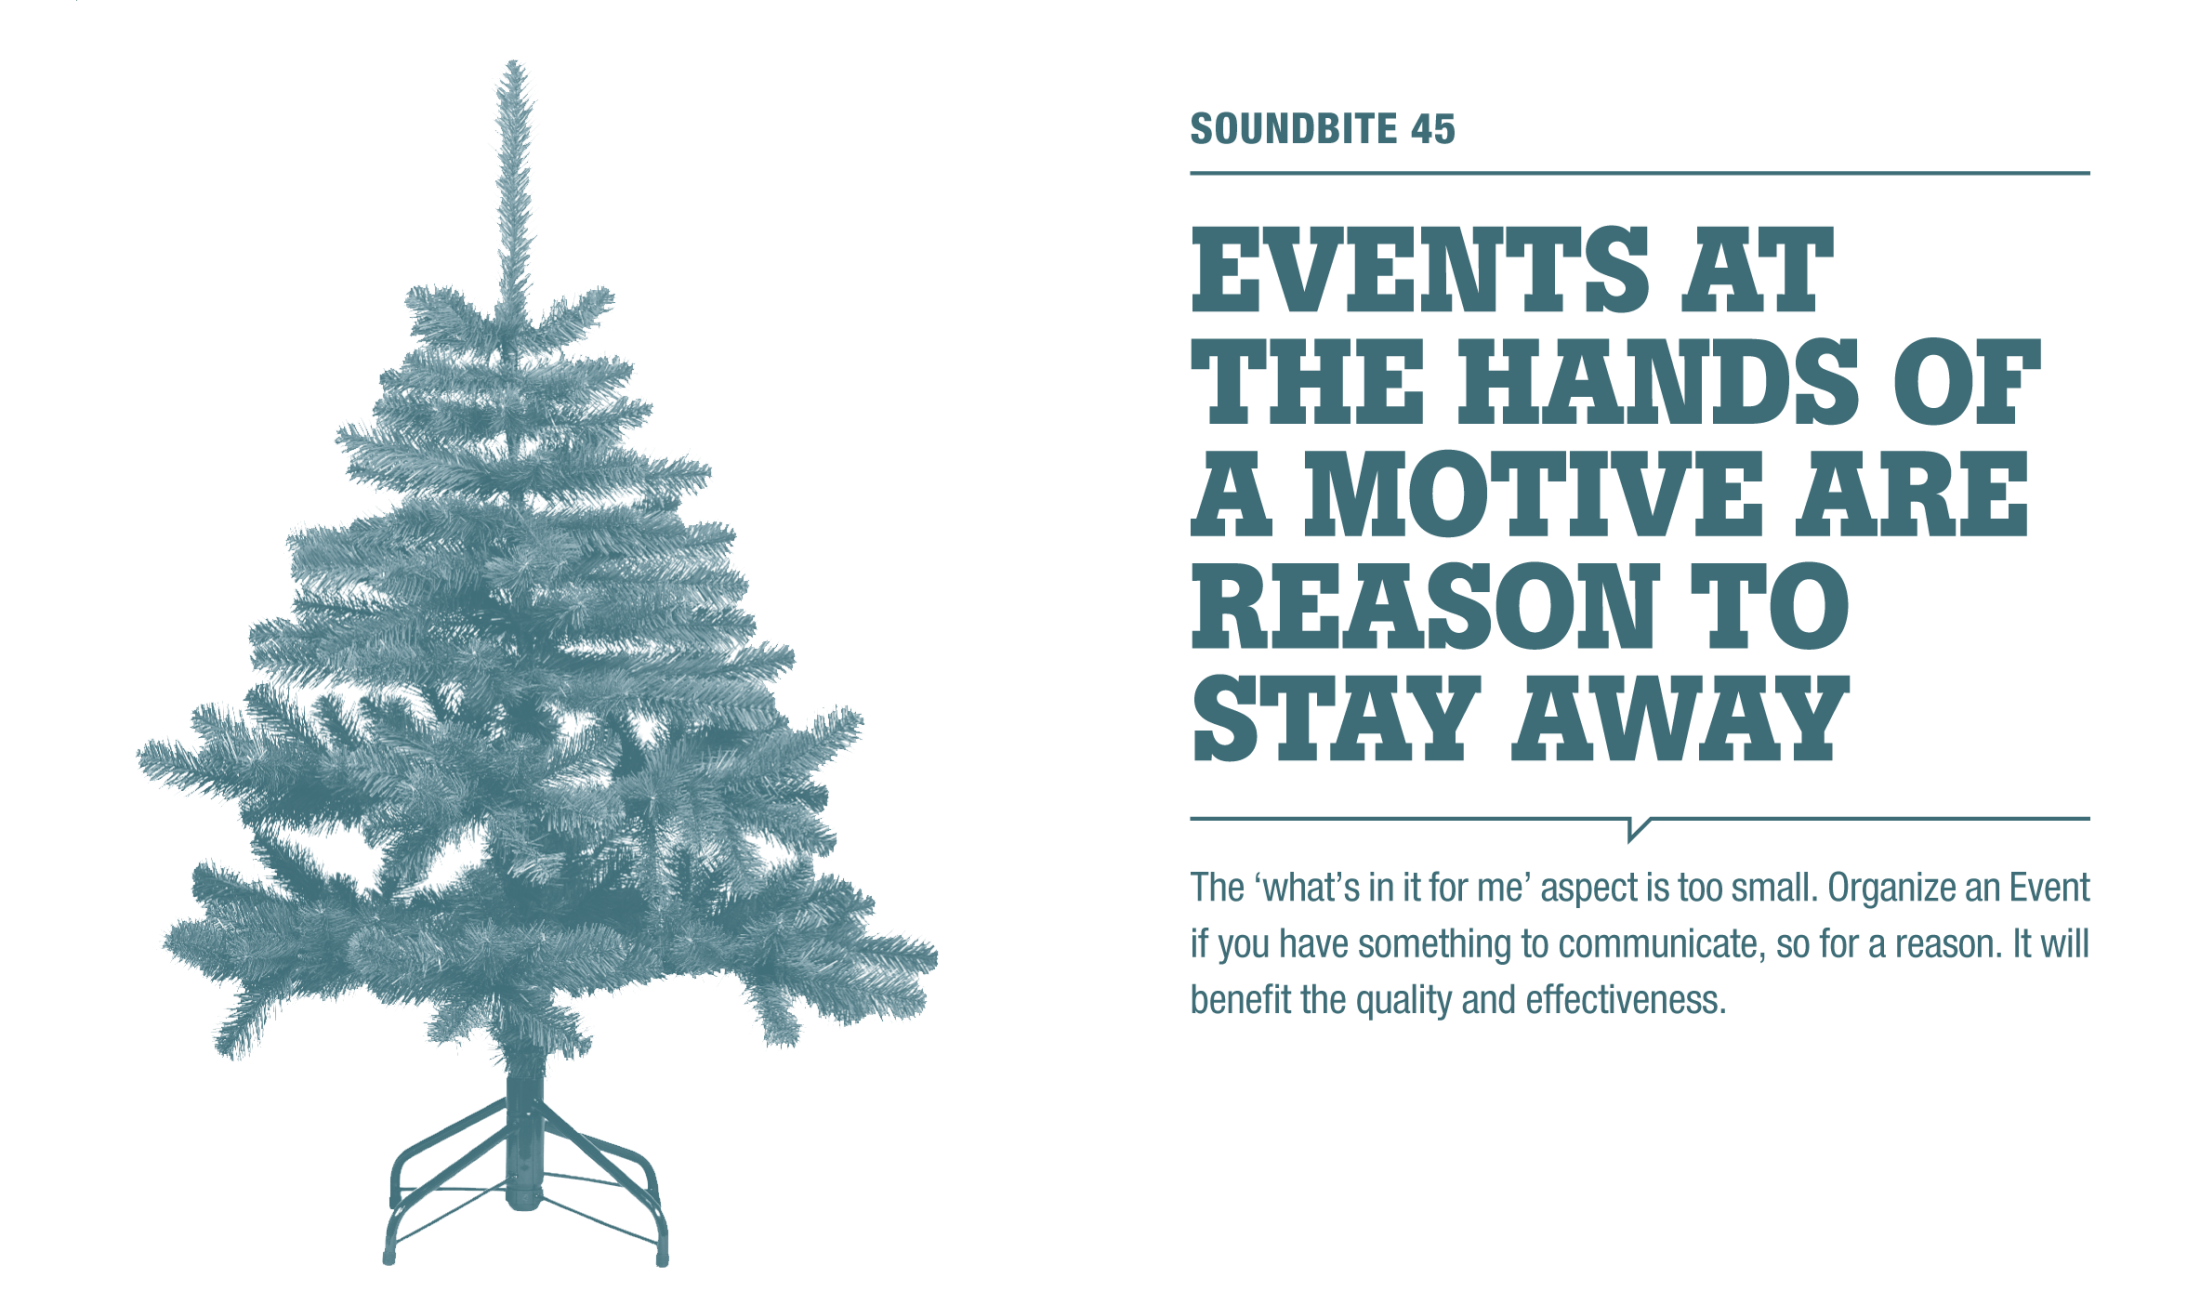 SOUNDBITE 45
EVENTS AT
THE HANDS OF
A MOTIVE ARE
REASON TO
STAY AWAY
The ‘what’s in it for me’ aspect is too small. Organize an Event
if you have something to communicate, so for a reason. It will
benefit the quality and effectiveness.